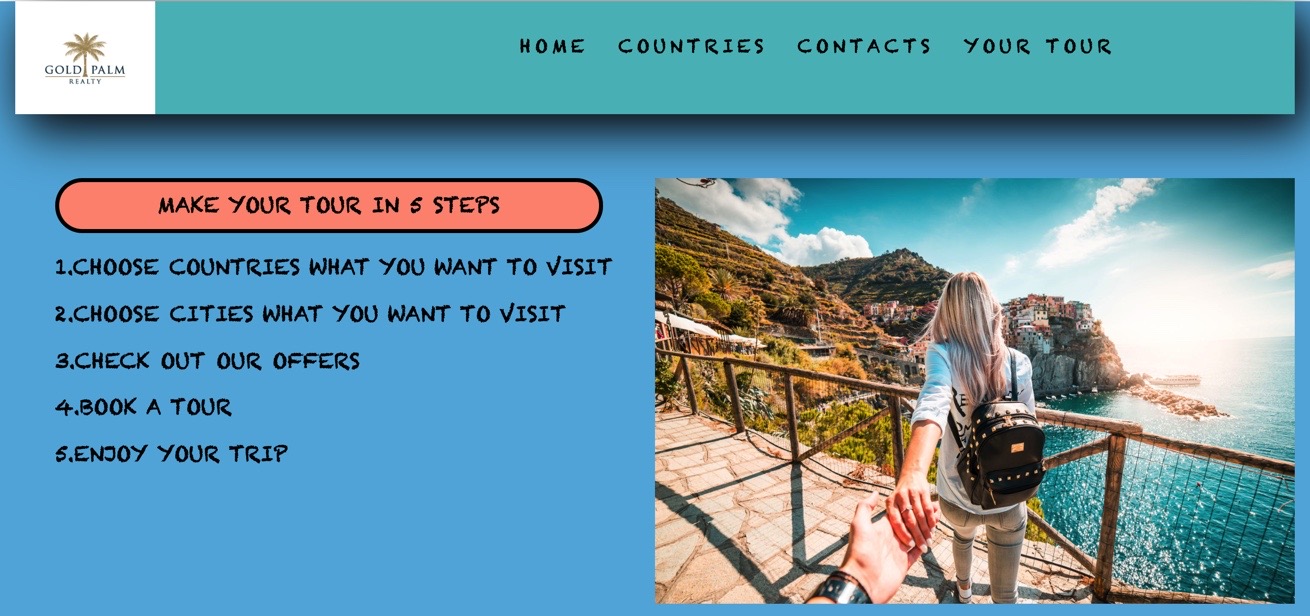 GOLD PALM
REALTY
HOME COUNTRIES CONTACTS YOUR TOUR
MAKE YOUR TOUR IN 5 STEPS
1.CHOOSE COUNTRIES WHAT YOU WANT TO VISIT
2.CHOOSE CITIES WHAT YOU WANT TO VISIT
3.CHECK OUT OUR OFFERS
4.BOOK A TOUR
5.ENJOY YOUR TRIP